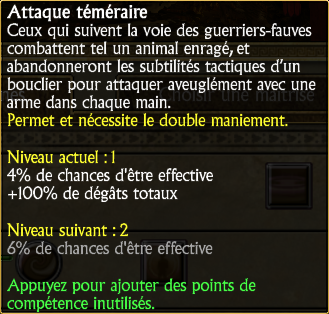 Attaque téméraire
Ceux qui suivent la voie des guerriers-fauves
combattent tel un animal enragé, et
abandonneront les subtilités tactiques d'un
bouclier pour attaquer aveuglément avec une
arme dans chaque main.
Permet et nécessite le double maniement.
Niveau actuel : 1
4% de chances d'être effective
+100% de dégâts totaux
Niveau suivant : 2
6% de chances d'être effective
Appuyez pour ajouter des points de
compétence inutilisés.